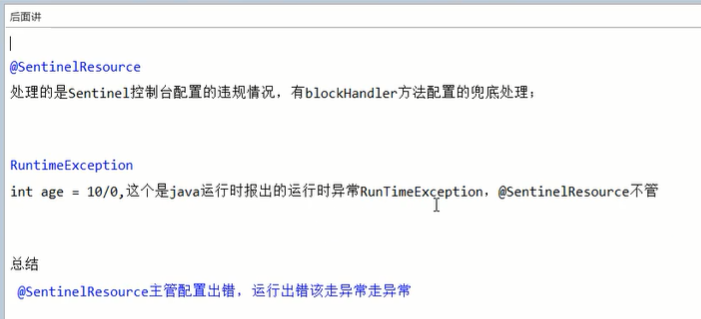 后面讲
@SentinelResource
处理的是Sentinel控制台配置的违规情况，有blockHandler方法配置的兜底处理；
RuntimeException
int age = 10/0,这个是java运行时报出的运行时异常RunTimeException，@SentinelResource不管
总结
@SentinelResource主管配置出错，运行出错该走异常走异常